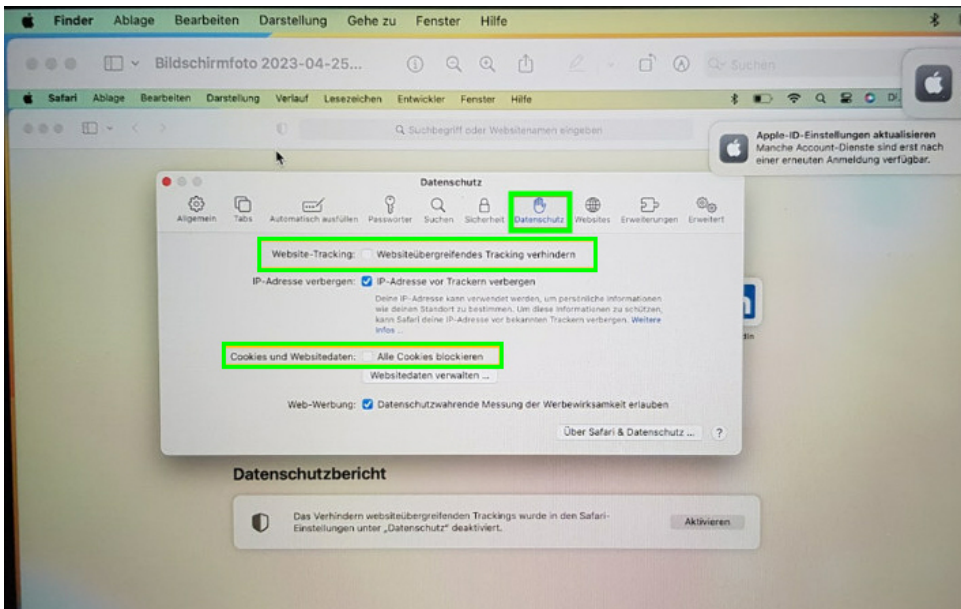 Finder Ablage Bearbeiten Darstellung Gehe zu Fenster Hilfe
Bildschirmfoto 2023-04-25...
Suchen
Safari Ablage Bearbeiten Darstellung Verlauf Lesezeichen Entwickler Fenster Hilfe
Suchbegriff oder Websitenamen eingeben
Apple-ID-Einstellungen aktualisieren
Manche Account-Dienste sind erst nach
einer erneuten Anmeldung verfügbar.
Datenschutz
Allgemein Tabs Automatisch ausfüllen Passwörter Suchen Sicherheit Datenschutz Websites Erweiterungen Erweitert
Website-Tracking: Websiteübergreifendes Tracking verhindern
IP-Adresse verbergen: IP-Adresse vor Trackern verbergen
Deine IP-Adresse kann verwendet werden, um persönliche Informationen
wie deinen Standort zu bestimmen. Um diese Informationen zu schützen,
kann Safari deine IP-Adresse vor bekannten Trackern verbergen. Weitere
Infos ...
Cookies und Websitedaten: Alle Cookies blockieren
Websitedaten verwalten ...
Web-Werbung: Datenschutzwahrende Messung der Werbewirksamkeit erlauben
Über Safari & Datenschutz ... ?
Datenschutzbericht
Das Verhindern websiteübergreifenden Trackings wurde in den Safari-
Einstellungen unter „Datenschutz" deaktiviert.
Aktivieren